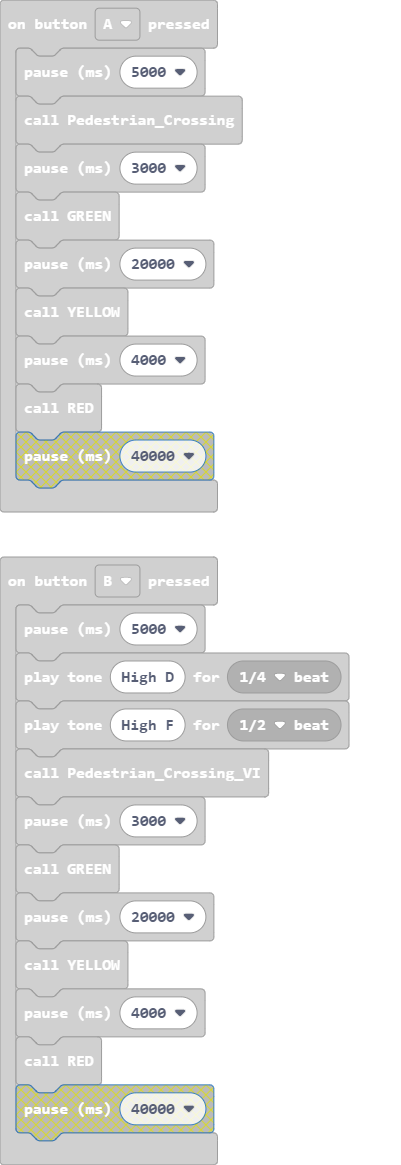 on button A pressed
pause (ms) 5000
call Pedestrian_Crossing
pause (ms) 3000
call GREEN
pause (ms) 20000
call YELLOW
pause (ms) 4000
call RED
pause (ms) 40000
on button B pressed
pause (ms) 5000
play tone High D for 1/4 beat
play tone High F for 1/2 beat
call Pedestrian_Crossing_VI
pause (ms) 3000
call GREEN
pause (ms) 20000
call YELLOW
pause (ms) 4000
call RED
pause (ms) 40000